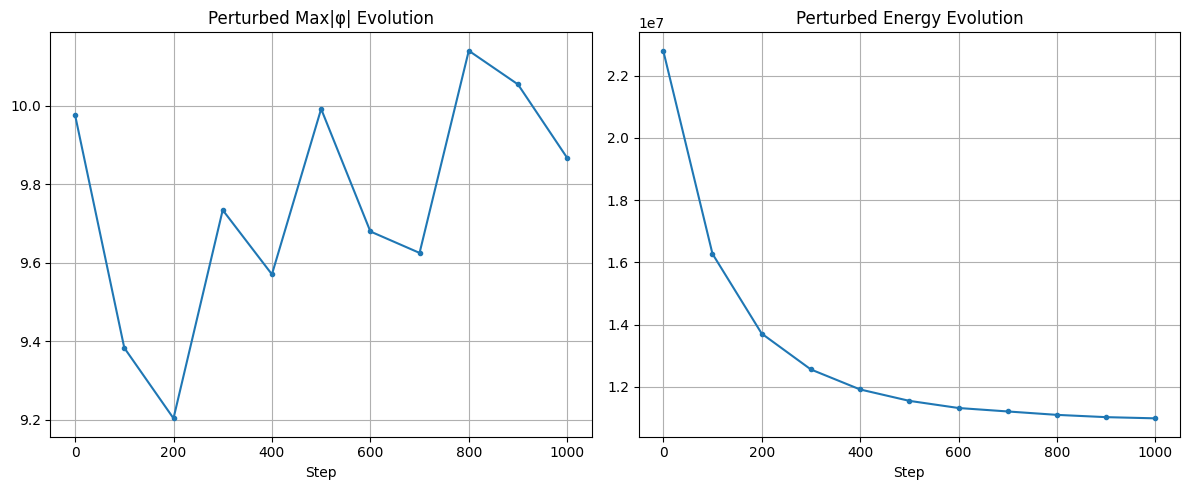 Perturbed Max|φ| Evolution
10.0
9.8
9.6
9.4
9.2
0 200 400 600 800 1000
Step
Perturbed Energy Evolution
1e7
2.2
2.0
1.8
1.6
1.4
1.2
0 200 400 600 800 1000
Step